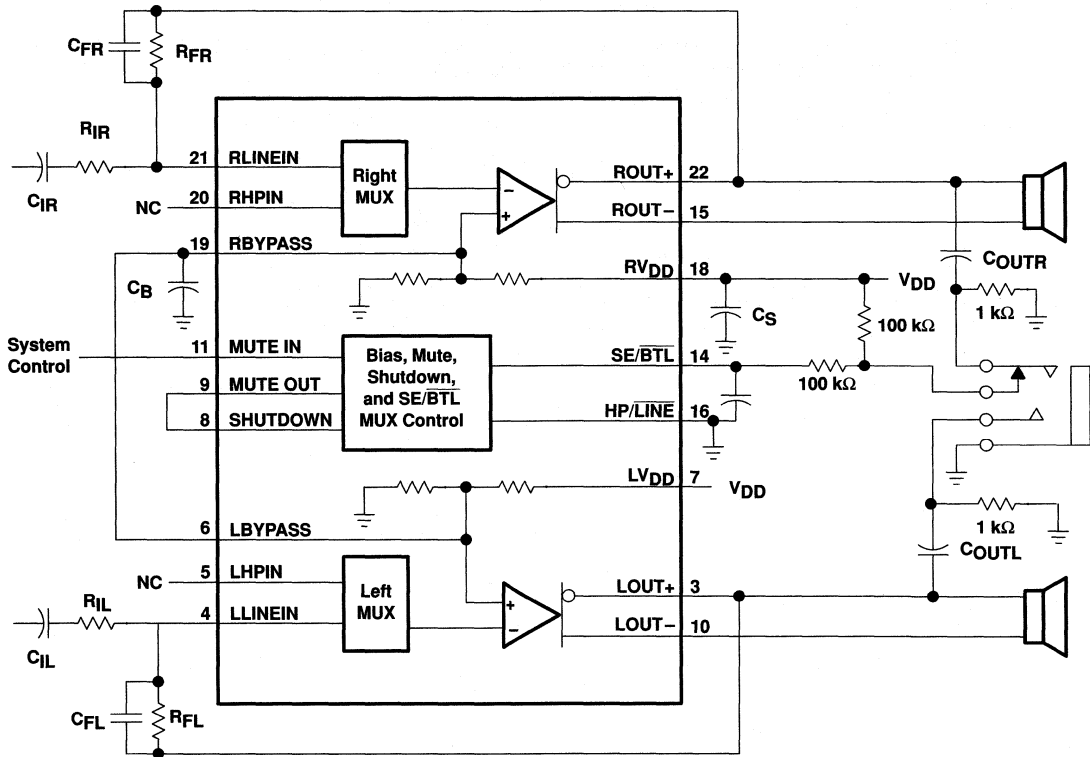 CFR
RFR
RIR
CIR
21 RLINEIN
NC 20 RHPIN
Right
MUX
−
+
ROUT+ 22
ROUT− 15
19 RBYPASS
CB
RVDD 18
VDD
CS
COUTR
1 kΩ
100 kΩ
System
Control
11 MUTE IN
9 MUTE OUT
8 SHUTDOWN
Bias, Mute,
Shutdown,
and SE/BTL
MUX Control
SE/BTL 14
100 kΩ
HP/LINE 16
LVDD 7
VDD
6 LBYPASS
1 kΩ
COUTL
NC 5 LHPIN
RIL
4 LLINEIN
CIL
Left
MUX
+
−
LOUT+ 3
LOUT− 10
CFL
RFL